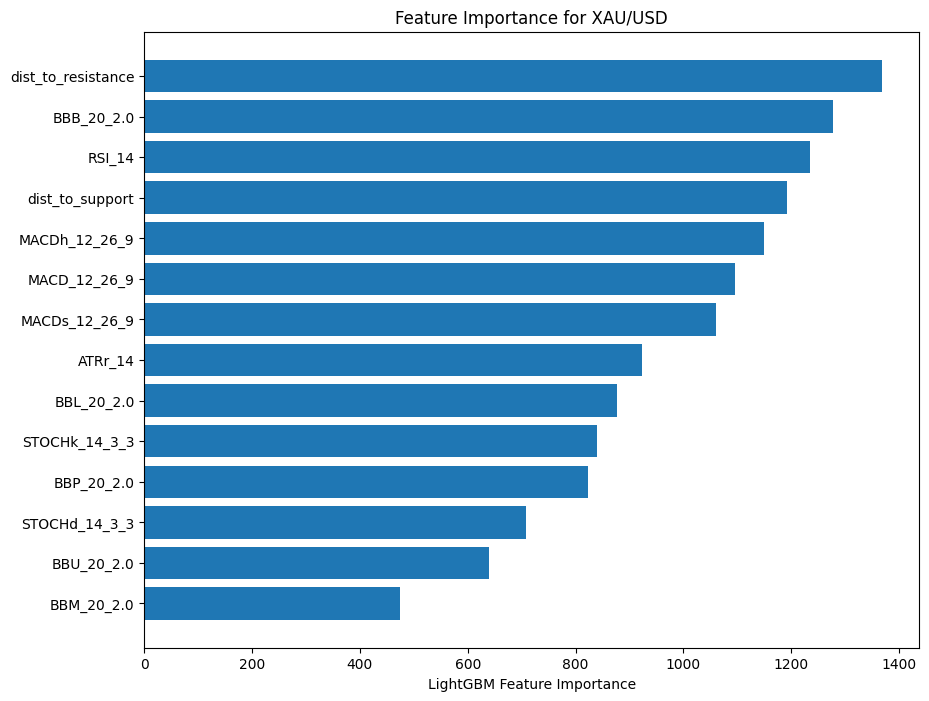 Feature Importance for XAU/USD
dist_to_resistance
BBB_20_2.0
RSI_14
dist_to_support
MACDh_12_26_9
MACD_12_26_9
MACDs_12_26_9
ATRr_14
BBL_20_2.0
STOCHk_14_3_3
BBP_20_2.0
STOCHd_14_3_3
BBU_20_2.0
BBM_20_2.0
0 200 400 600 800 1000 1200 1400
LightGBM Feature Importance